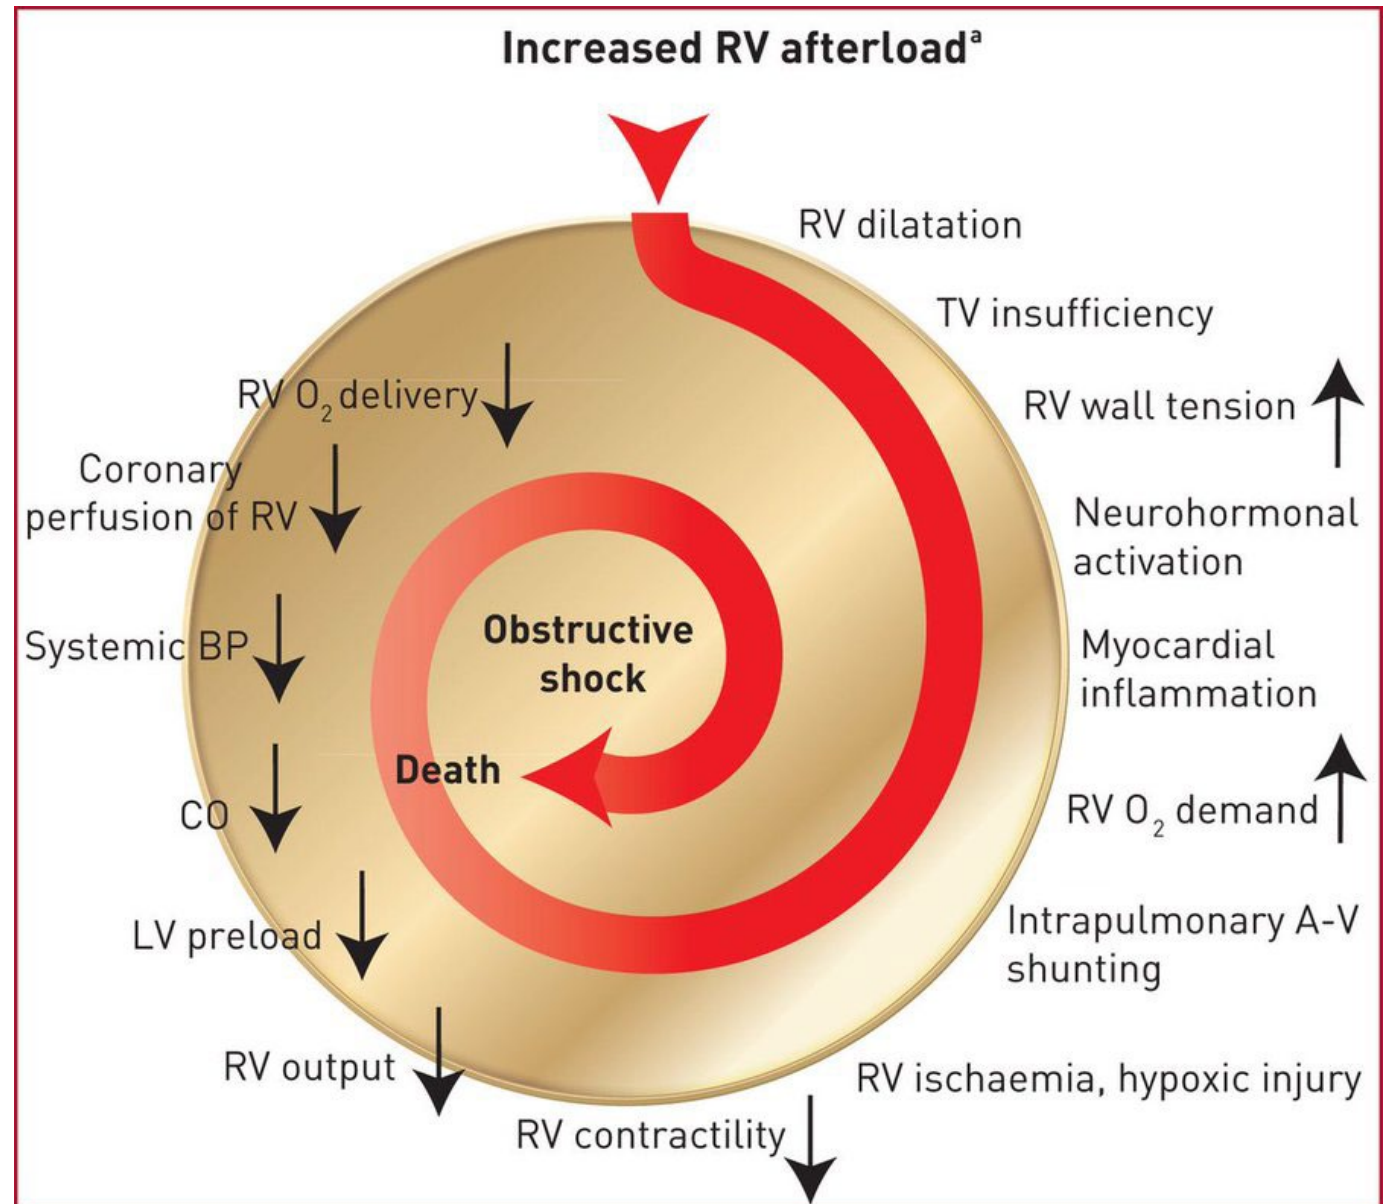 Increased RV afterloadᵃ
RV dilatation
TV insufficiency
RV wall tension
Neurohormonal
activation
Myocardial
inflammation
RV O₂ demand
Intrapulmonary A-V
shunting
RV ischaemia, hypoxic injury
RV contractility
RV output
LV preload
CO
Systemic BP
Coronary
perfusion of RV
RV O₂ delivery
Obstructive
shock
Death